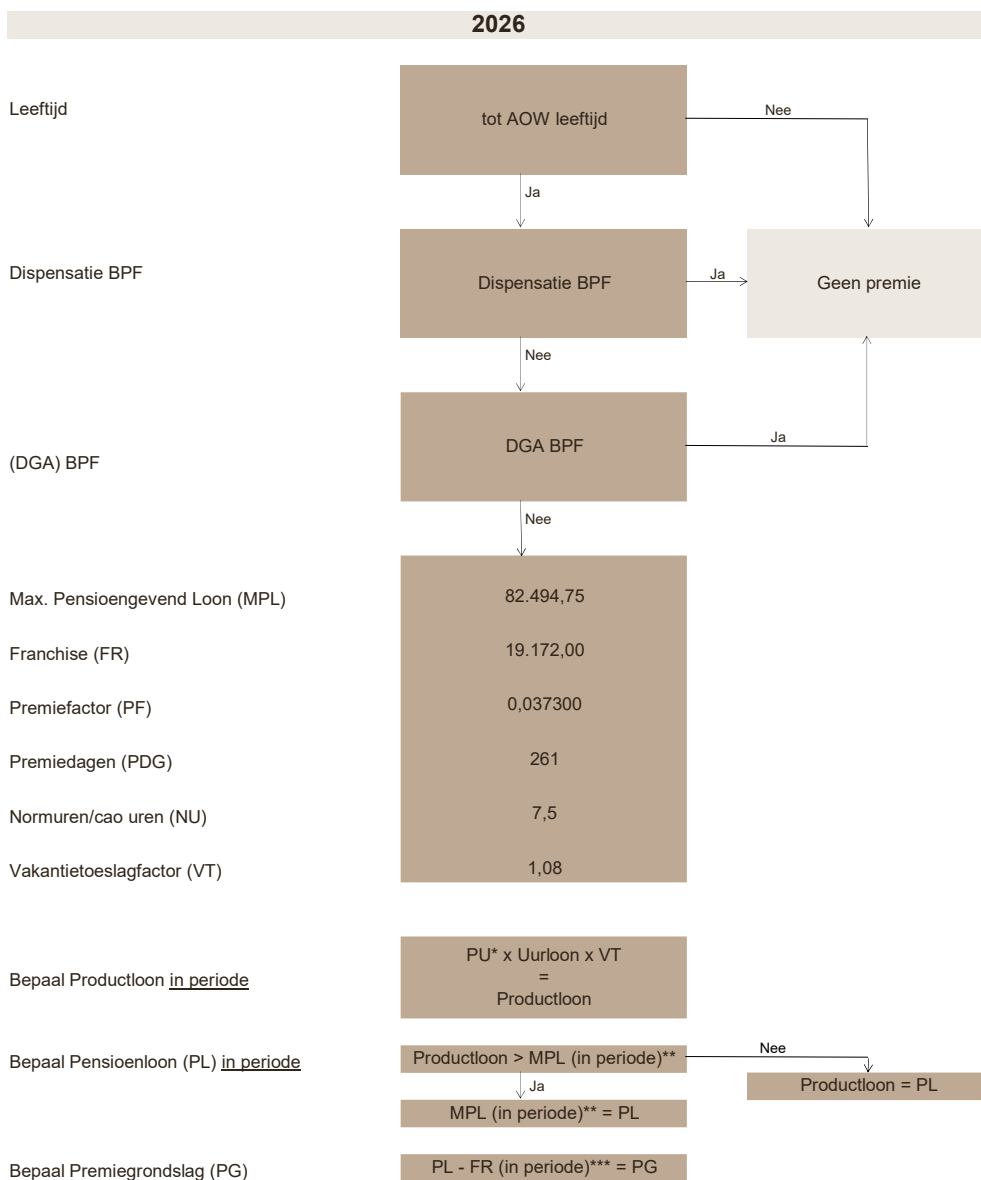 2026
Leeftijd
tot AOW leeftijd
Nee
Ja
Dispensatie BPF
Dispensatie BPF
Ja
Geen premie
Nee
(DGA) BPF
DGA BPF
Ja
Nee
Max. Pensioengevend Loon (MPL)
82.494,75
Franchise (FR)
19.172,00
Premiefactor (PF)
0,037300
Premiedagen (PDG)
261
Normuren/cao uren (NU)
7,5
Vakantietoeslagfactor (VT)
1,08
Bepaal Productloon in periode
PU* x Uurloon x VT
=
Productloon
Bepaal Pensioenloon (PL) in periode
Productloon > MPL (in periode)**
Nee
Productloon = PL
Ja
MPL (in periode)** = PL
Bepaal Premiegrondslag (PG)
PL - FR (in periode)*** = PG